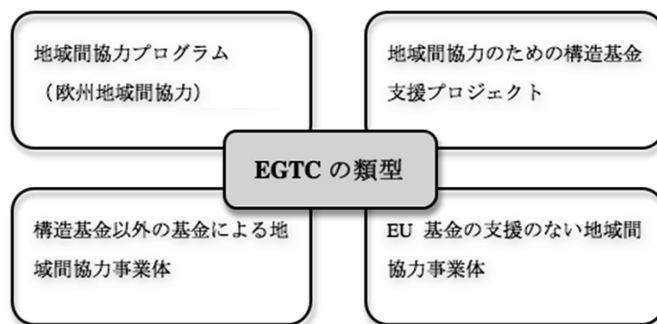 地域間協力プログラム
（欧州地域間協力）
地域間協力のための構造基金
支援プロジェクト
EGTC の類型
構造基金以外の基金による地
域間協力事業体
EU 基金の支援のない地域間
協力事業体